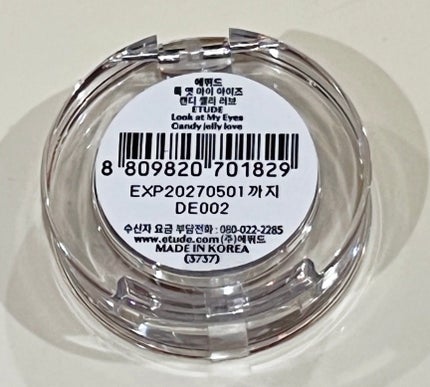 에뛰드
룩 앳 마이 아이즈
캔디 젤리 러브
ETUDE
Look at My Eyes
Candy jelly love
8 809820 701829
EXP20270501까지
DE002
수신자 요금 부담전화 : 080-022-2285
www.etude.com (주)에뛰드
MADE IN KOREA
(3737)